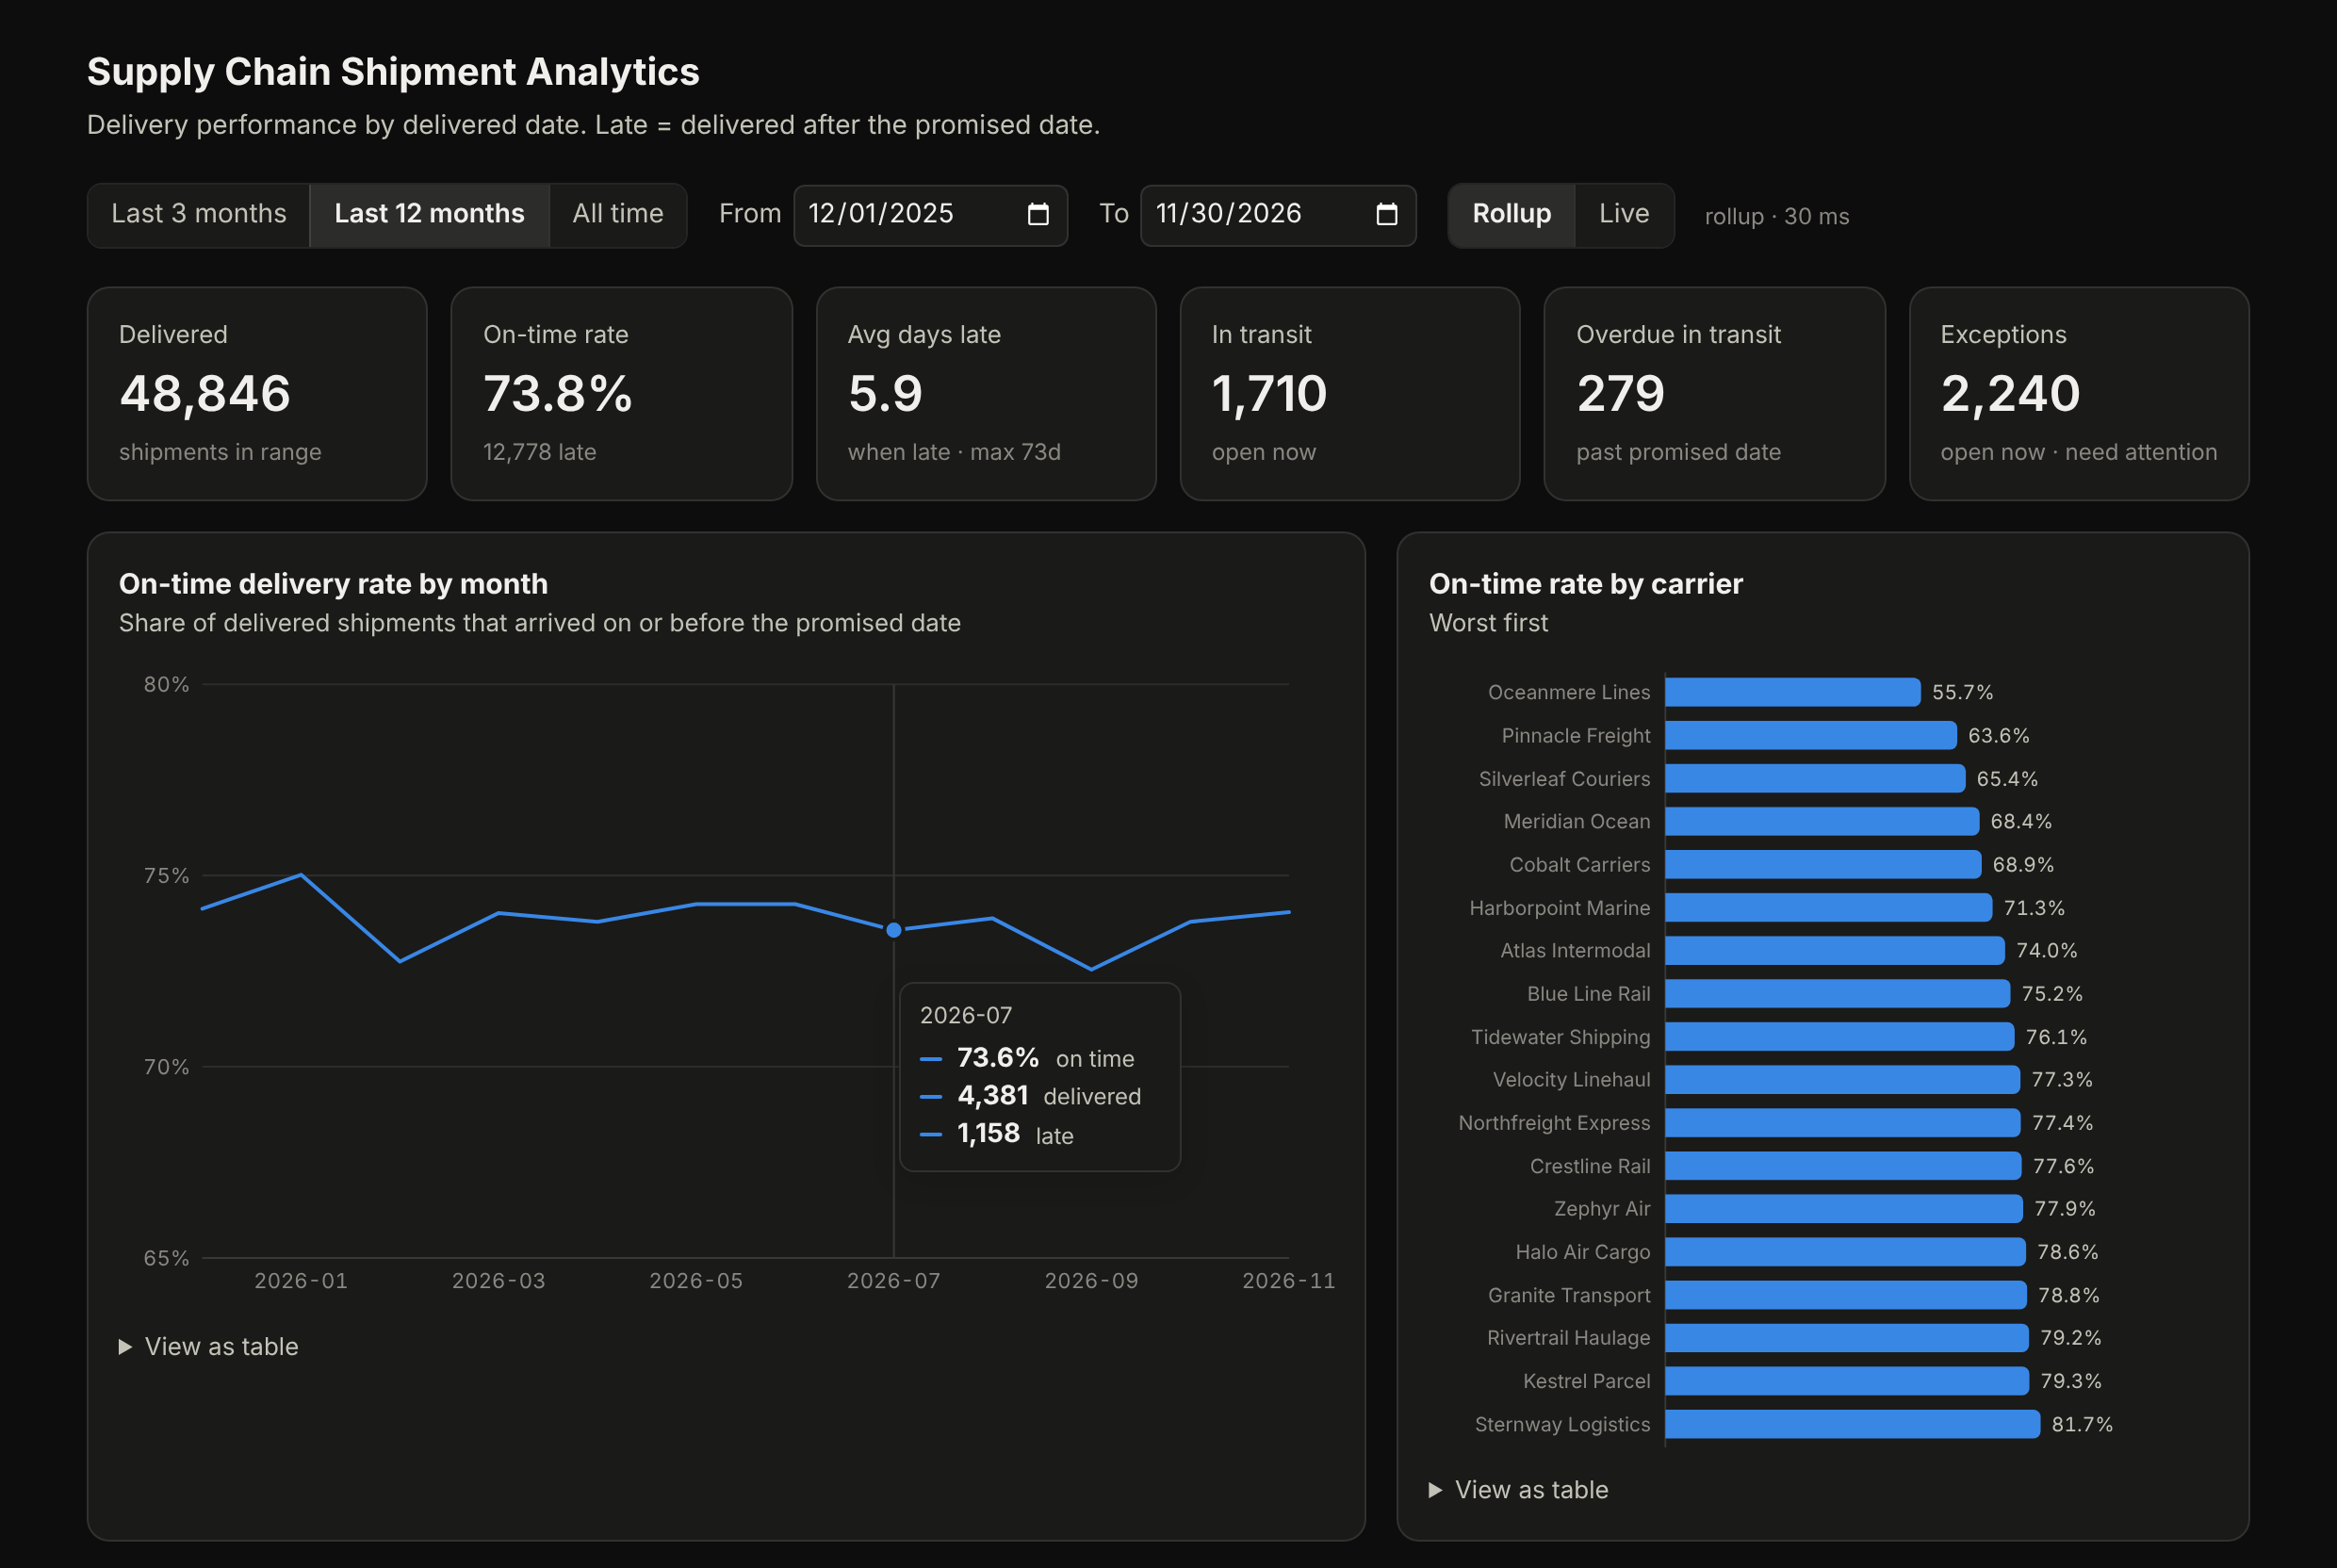 Supply Chain Shipment Analytics
Delivery performance by delivered date. Late = delivered after the promised date.
Last 3 months Last 12 months All time From 12/01/2025 To 11/30/2026 Rollup Live rollup · 30 ms
Delivered
48,846
shipments in range
On-time rate
73.8%
12,778 late
Avg days late
5.9
when late · max 73d
In transit
1,710
open now
Overdue in transit
279
past promised date
Exceptions
2,240
open now · need attention
On-time delivery rate by month
Share of delivered shipments that arrived on or before the promised date
80%
75%
70%
65%
2026-07
73.6% on time
4,381 delivered
1,158 late
2026-01 2026-03 2026-05 2026-07 2026-09 2026-11
▶ View as table
On-time rate by carrier
Worst first
Oceanmere Lines 55.7%
Pinnacle Freight 63.6%
Silverleaf Couriers 65.4%
Meridian Ocean 68.4%
Cobalt Carriers 68.9%
Harborpoint Marine 71.3%
Atlas Intermodal 74.0%
Blue Line Rail 75.2%
Tidewater Shipping 76.1%
Velocity Linehaul 77.3%
Northfreight Express 77.4%
Crestline Rail 77.6%
Zephyr Air 77.9%
Halo Air Cargo 78.6%
Granite Transport 78.8%
Rivertrail Haulage 79.2%
Kestrel Parcel 79.3%
Sternway Logistics 81.7%
▶ View as table